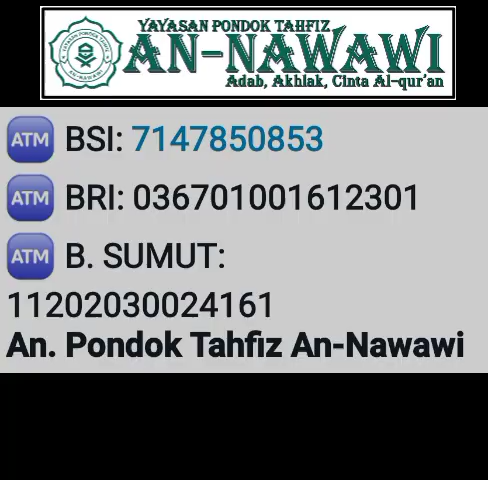 YAYASAN PONDOK TAHFIZ
AN-NAWAWI
Adab, Akhlak, Cinta Al-qur'an
ATM BSI: 7147850853
ATM BRI: 036701001612301
ATM B. SUMUT:
11202030024161
An. Pondok Tahfiz An-Nawawi